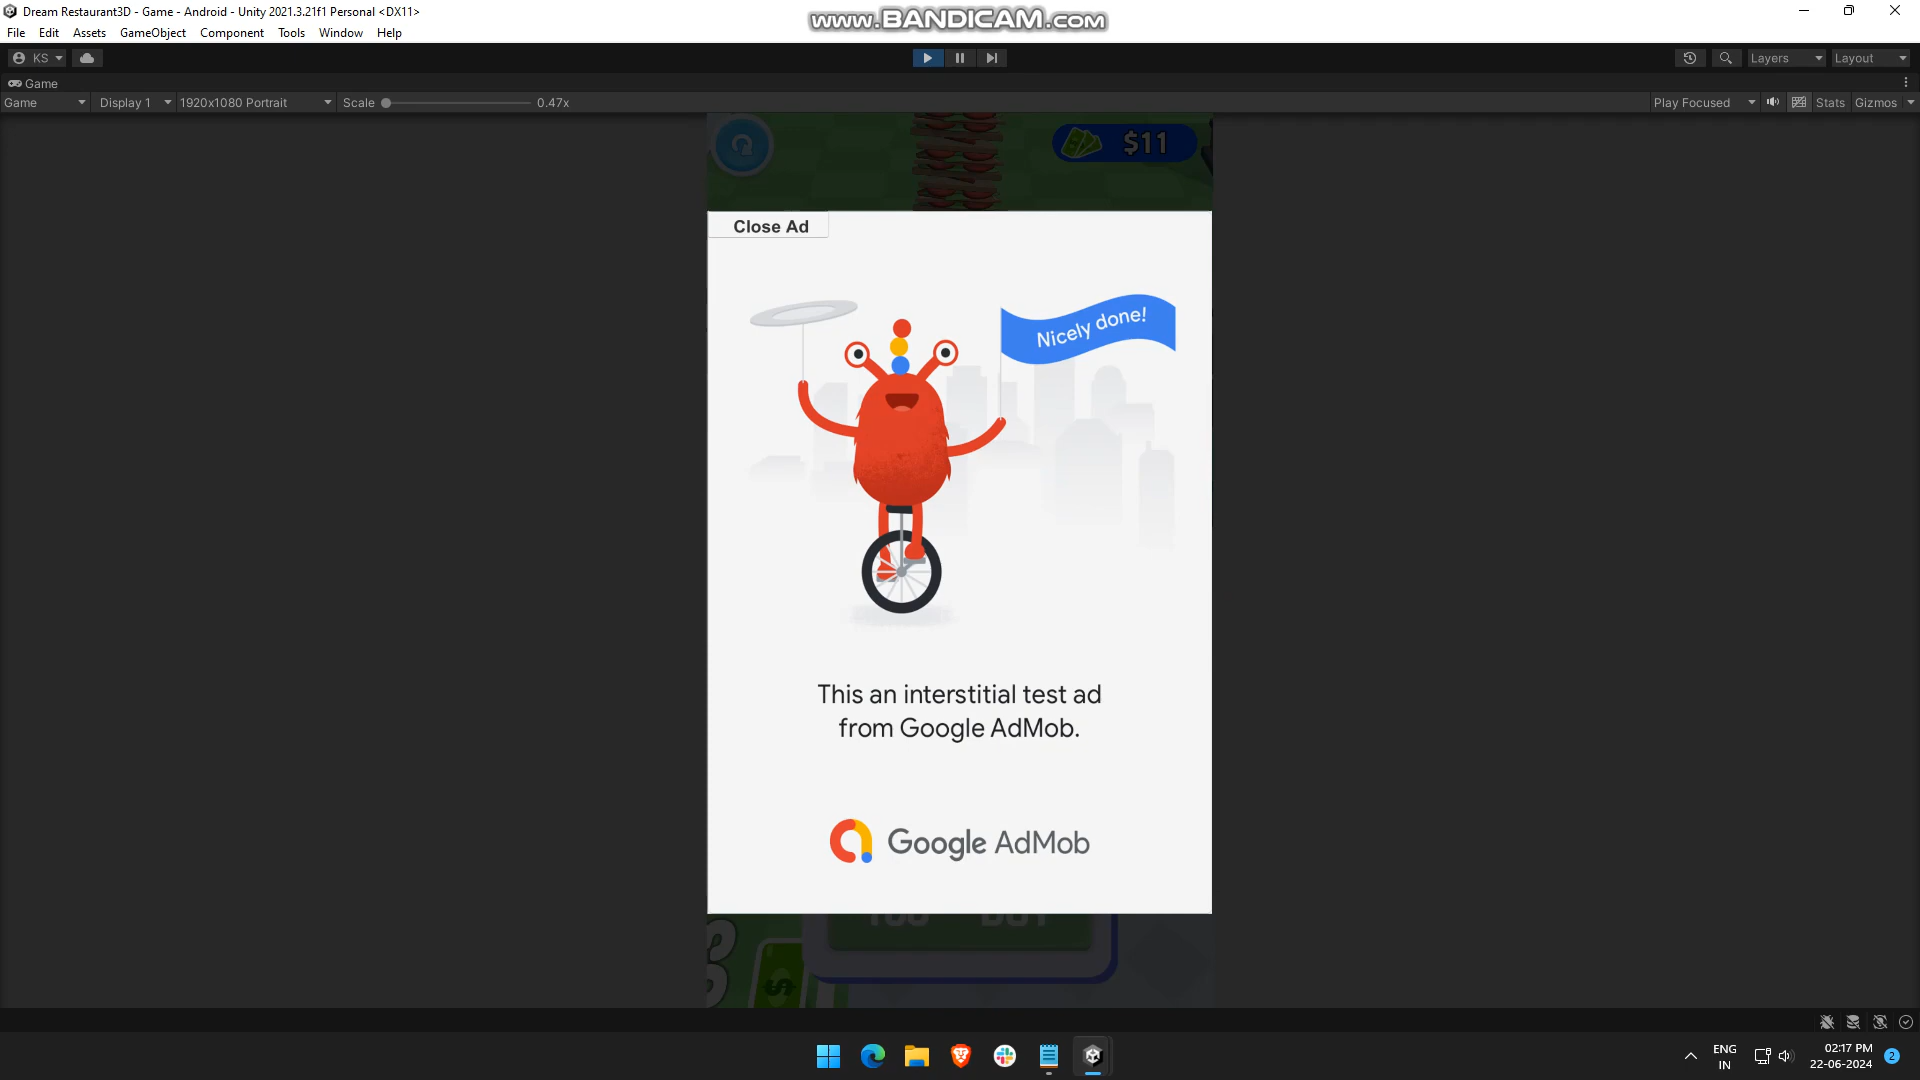 Dream Restaurant3D - Game - Android - Unity 2021.3.21f1 Personal <DX11>
www.BANDICAM.com
File Edit Assets GameObject Component Tools Window Help
KS Layers Layout
Game
Game Display 1 1920x1080 Portrait Scale 0.47x Play Focused Stats Gizmos
$11
Close Ad
Nicely done!
This an interstitial test ad
from Google AdMob.
Google AdMob
ENG
IN
02:17 PM
22-06-2024
2